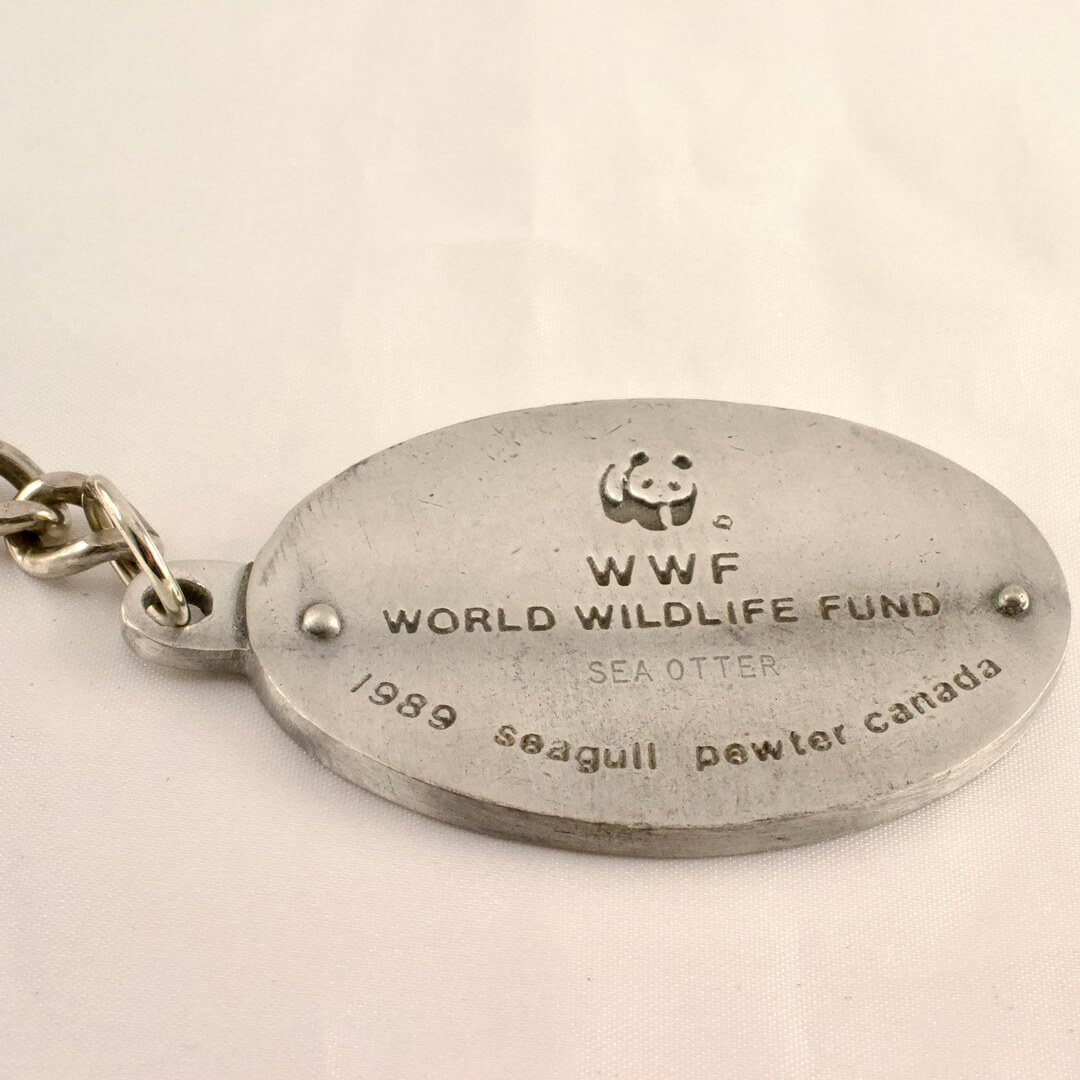 WWF
WORLD WILDLIFE FUND
SEA OTTER
1989 seagull pewter canada